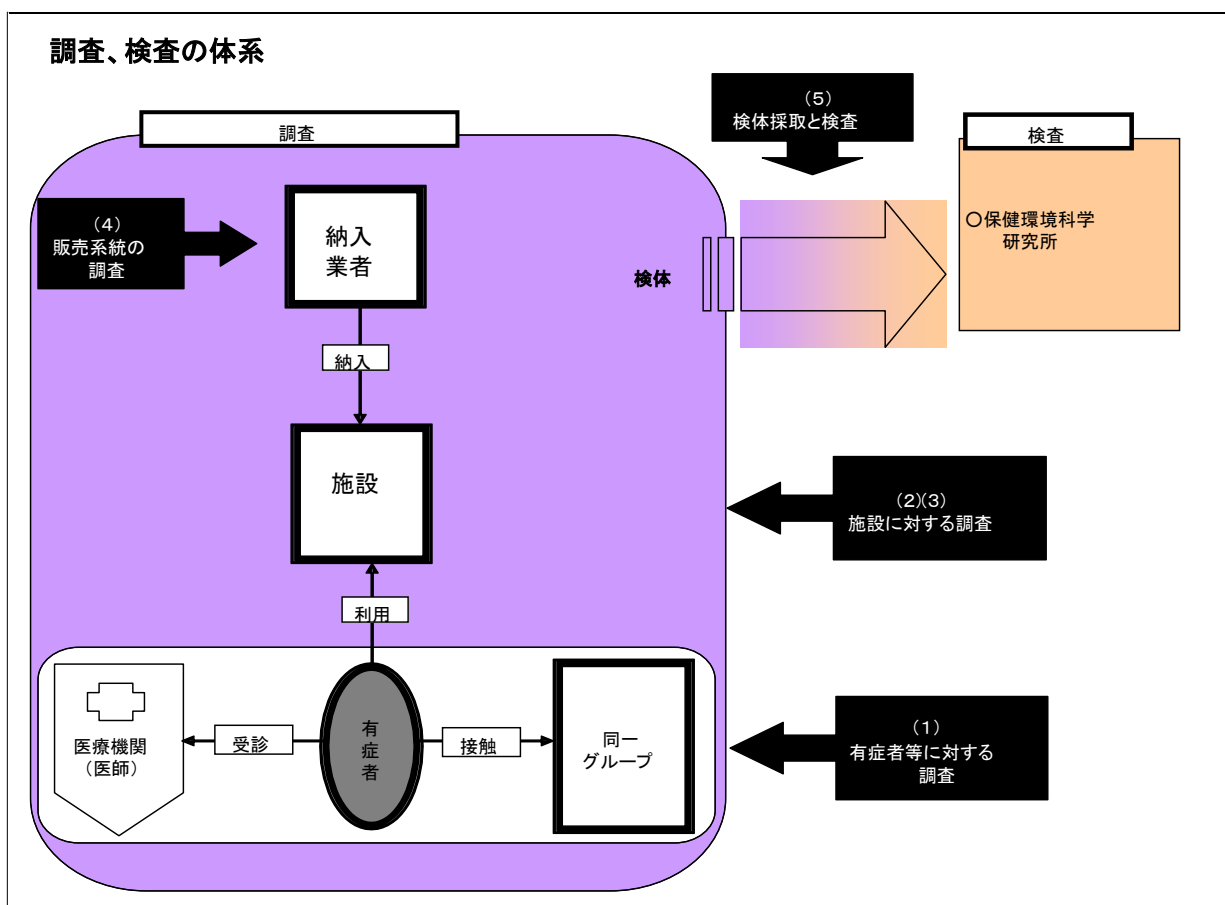 調査、検査の体系
(5)
検体採取と検査
調査
検査
(4)
販売系統の
調査
納入
業者
○保健環境科学
研究所
検体
納入
施設
(2)(3)
施設に対する調査
利用
医療機関
(医師)
受診
有
症
者
接触
同一
グループ
(1)
有症者等に対する
調査